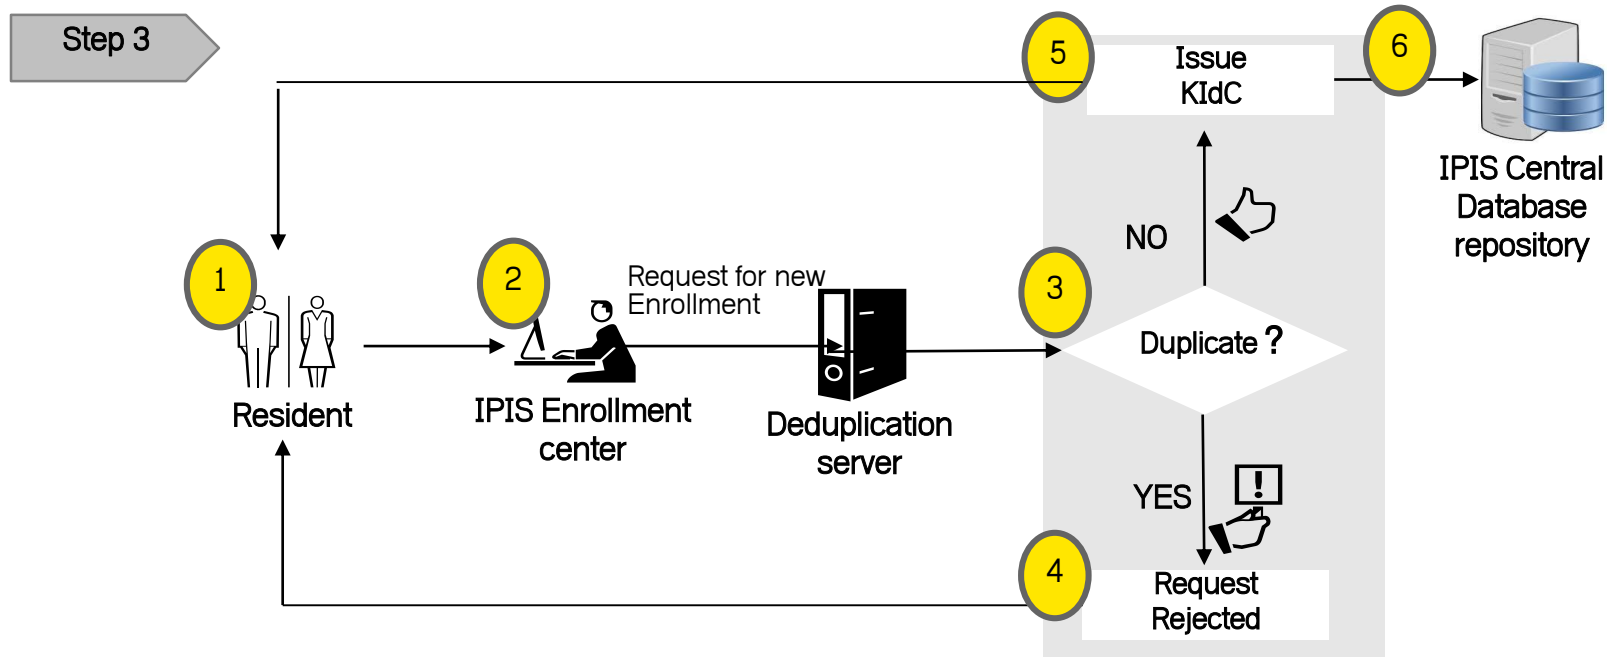 Step 3
5
Issue
KIdC
6
IPIS Central
Database
repository
NO
1
2
Request for new
Enrollment
3
Duplicate ?
Resident
IPIS Enrollment
center
Deduplication
server
YES
!
4
Request
Rejected